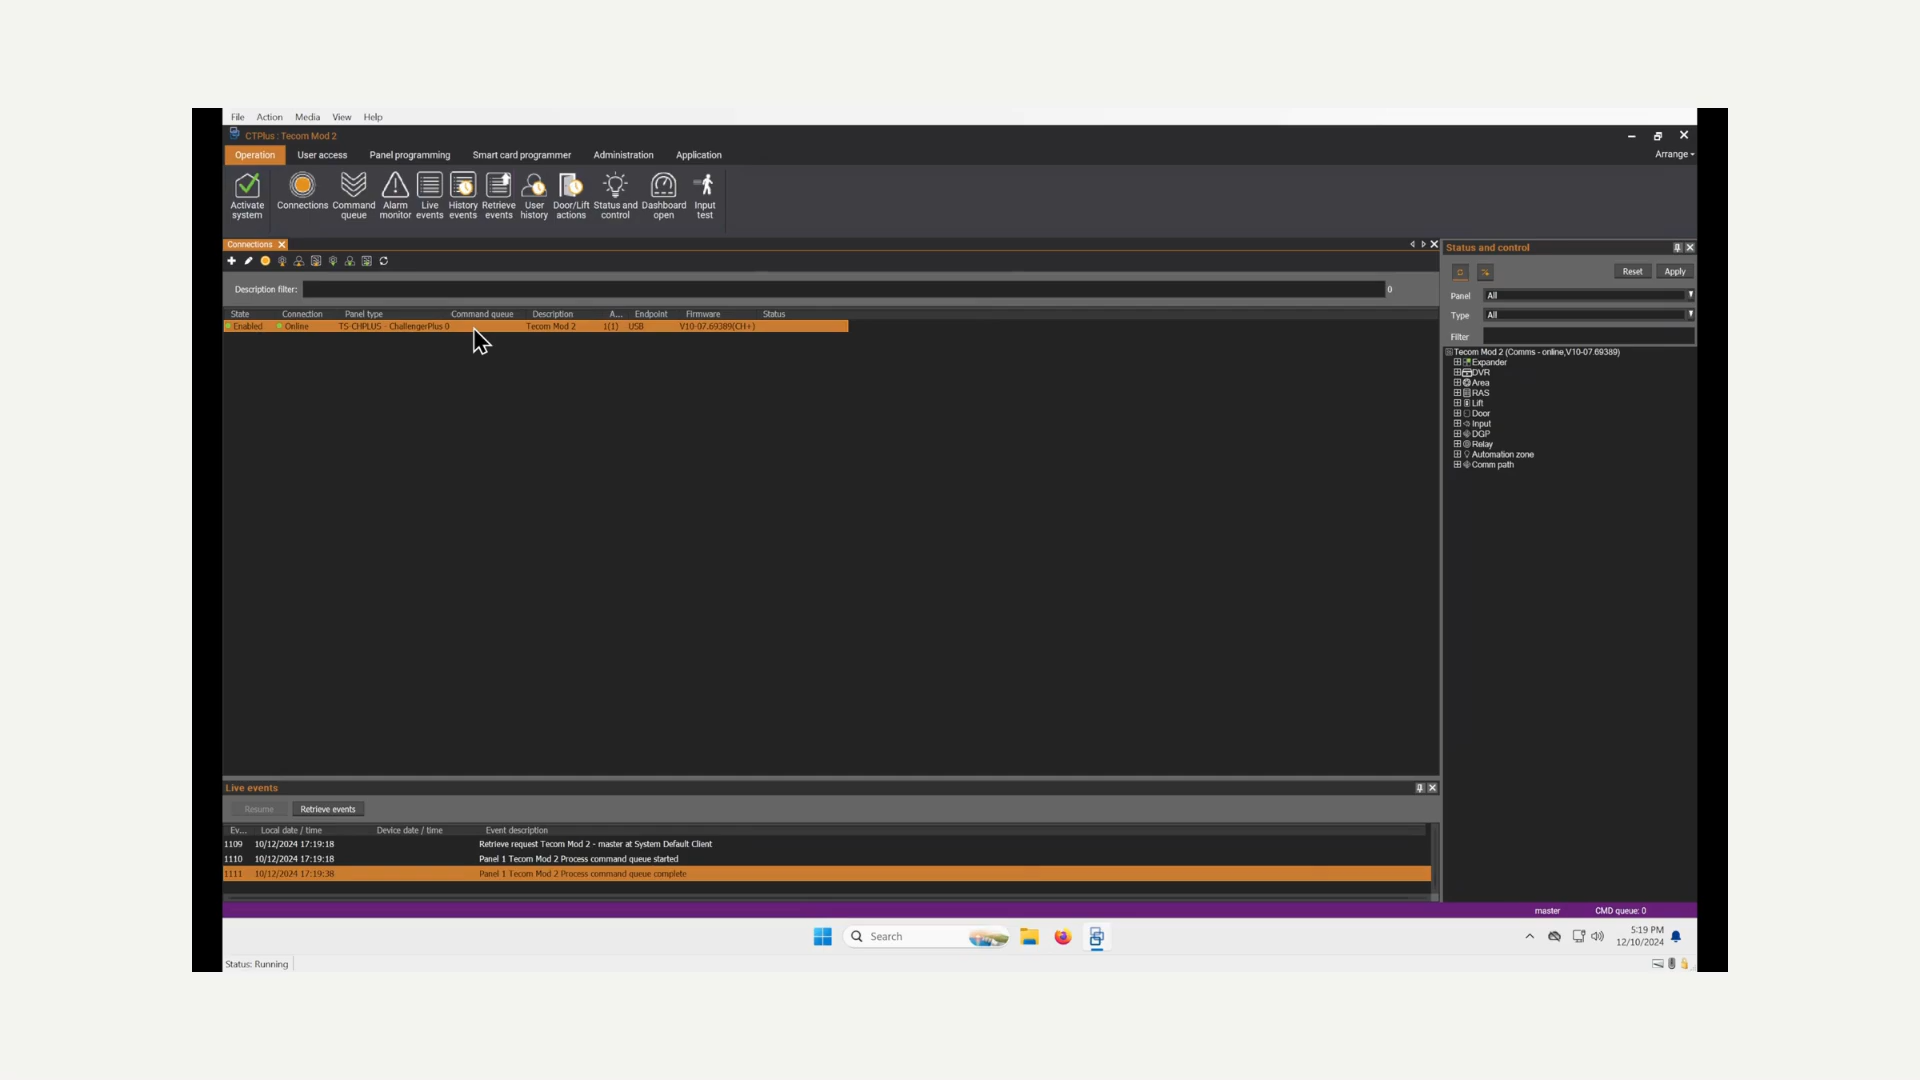 File Action Media View Help
CTPlus : Tecom Mod 2
Operation User access Panel programming Smart card programmer Administration Application Arrange
Activate system Connections Command queue Alarm monitor Live events History events Retrieve events User history Door/Lift actions Status and control Dashboard open Input test
Connections
Status and control
Reset Apply
Description filter: 0
Panel All
Type All
Filter
State Connection Panel type Command queue Description A... Endpoint Firmware Status
Enabled Online TS-CHPLUS - ChallengerPlus 0 Tecom Mod 2 1(1) USB V10-07.69389(CH+)
Tecom Mod 2 (Comms - online,V10-07.69389)
Expander
DVR
Area
RAS
Lift
Door
Input
DGP
Relay
Automation zone
Comm path
Live events
Resume Retrieve events
Ev... Local date / time Device date / time Event description
1109 10/12/2024 17:19:18 Retrieve request Tecom Mod 2 - master at System Default Client
1110 10/12/2024 17:19:18 Panel 1 Tecom Mod 2 Process command queue started
1111 10/12/2024 17:19:38 Panel 1 Tecom Mod 2 Process command queue complete
master CMD queue: 0
Search
5:19 PM
12/10/2024
Status: Running